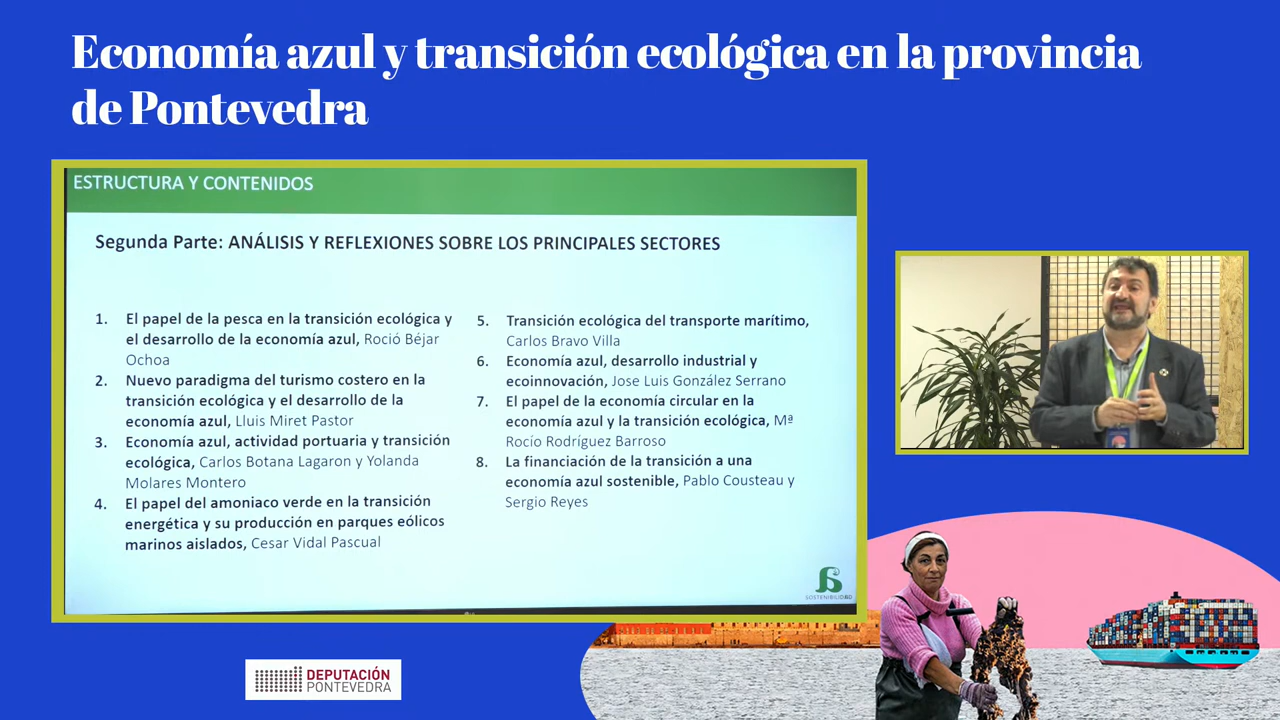 Economía azul y transición ecológica en la provincia
de Pontevedra
ESTRUCTURA Y CONTENIDOS
Segunda Parte: ANÁLISIS Y REFLEXIONES SOBRE LOS PRINCIPALES SECTORES
1. El papel de la pesca en la transición ecológica y
el desarrollo de la economía azul, Roció Béjar
Ochoa
2. Nuevo paradigma del turismo costero en la
transición ecológica y el desarrollo de la
economía azul, Lluis Miret Pastor
3. Economía azul, actividad portuaria y transición
ecológica, Carlos Botana Lagaron y Yolanda
Molares Montero
4. El papel del amoniaco verde en la transición
energética y su producción en parques eólicos
marinos aislados, Cesar Vidal Pascual
5. Transición ecológica del transporte marítimo,
Carlos Bravo Villa
6. Economía azul, desarrollo industrial y
ecoinnovación, Jose Luis González Serrano
7. El papel de la economía circular en la
economía azul y la transición ecológica, Mª
Rocío Rodríguez Barroso
8. La financiación de la transición a una
economía azul sostenible, Pablo Cousteau y
Sergio Reyes
DEPUTACIÓN
PONTEVEDRA